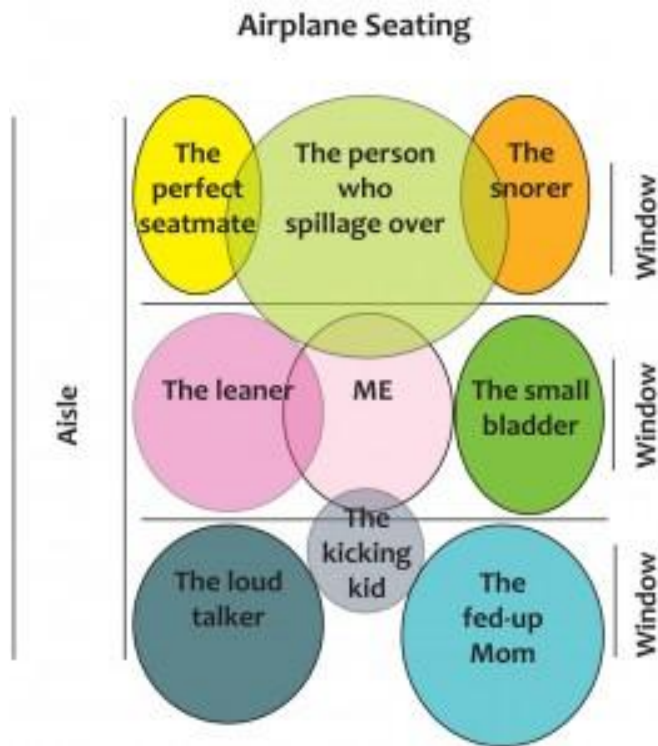 Airplane Seating
The
perfect
seatmate
The person
who
spillage over
The
snorer
Window
The leaner
ME
The small
bladder
Window
Aisle
The
kicking
kid
The loud
talker
The
fed-up
Mom
Window